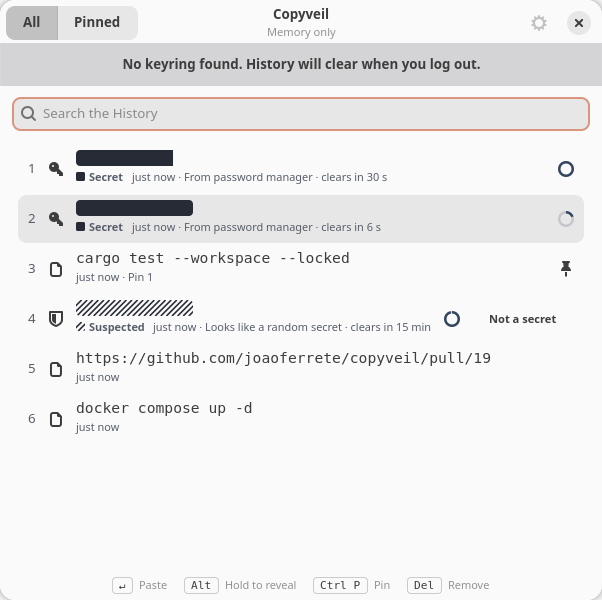 All Pinned Copyveil
Memory only
No keyring found. History will clear when you log out.
Search the History
1
Secret just now · From password manager · clears in 30 s
2
Secret just now · From password manager · clears in 6 s
3 cargo test --workspace --locked
just now · Pin 1
4
Suspected just now · Looks like a random secret · clears in 15 min Not a secret
5 https://github.com/joaoferrete/copyveil/pull/19
just now
6 docker compose up -d
just now
↵ Paste Alt Hold to reveal Ctrl P Pin Del Remove